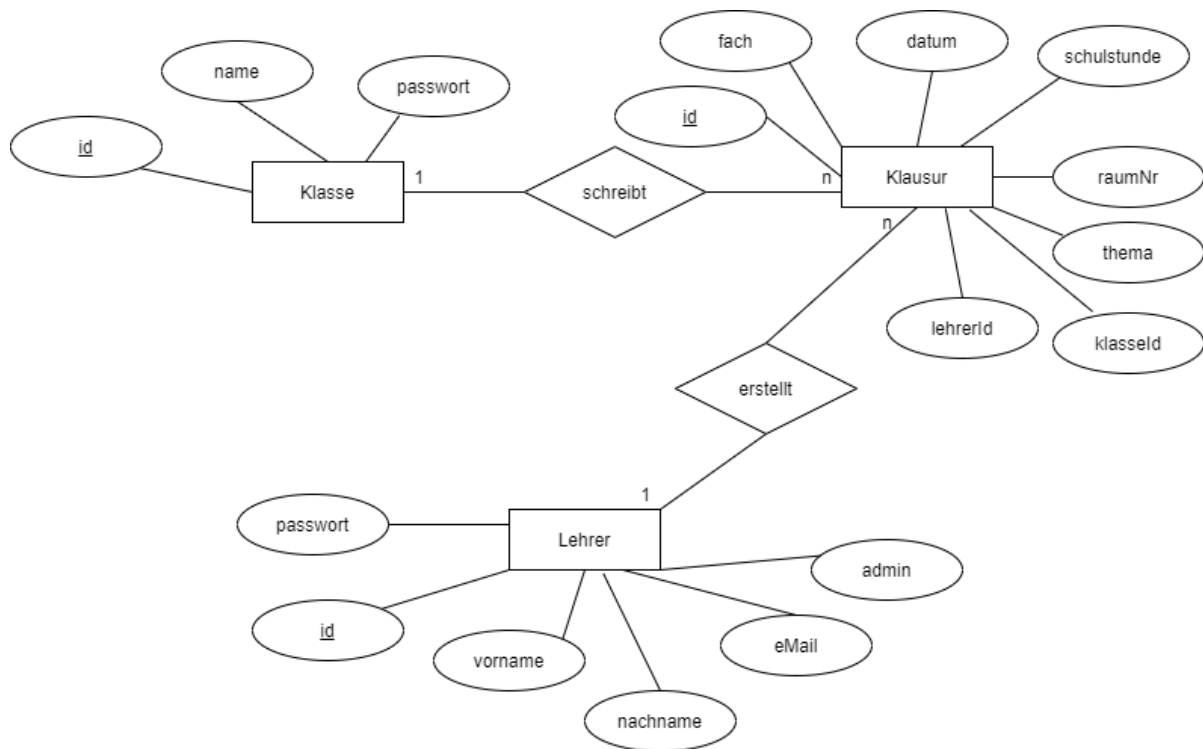 fach
datum
schulstunde
name
passwort
id
id
Klasse
1
schreibt
n
Klausur
raumNr
n
thema
lehrerId
klasseId
erstellt
1
passwort
Lehrer
admin
id
vorname
eMail
nachname